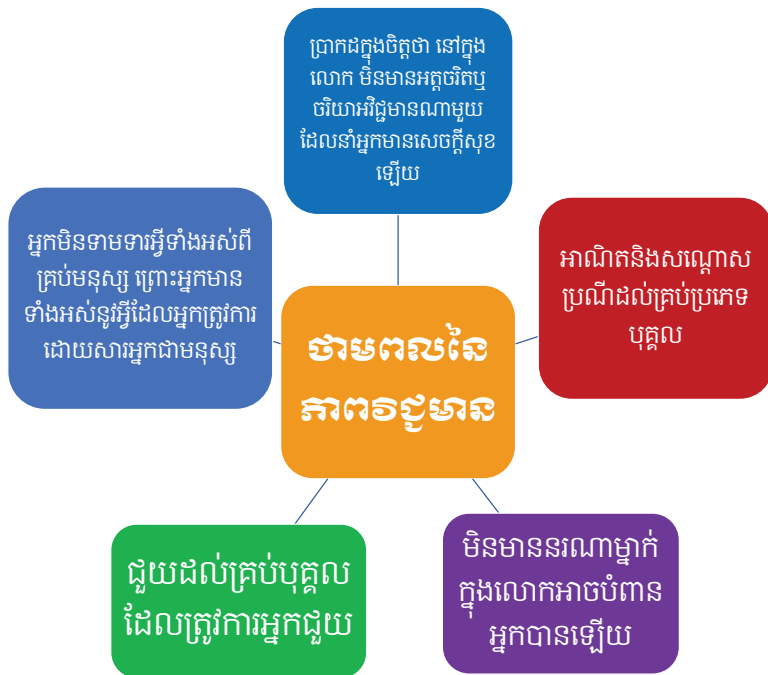 ប្រាកដក្នុងចិត្តថា នៅក្នុង
លោក មិនមានអត្តចរិតឬ
ចរិយាអវិជ្ជមានណាមួយ
ដែលនាំអ្នកមានសេចក្តីសុខ
ឡើយ
អ្នកមិនទាមទារអ្វីទាំងអស់ពី
គ្រប់មនុស្ស ព្រោះអ្នកមាន
ទាំងអស់នូវអ្វីដែលអ្នកត្រូវការ
ដោយសារអ្នកជាមនុស្ស
អាណិតនិងសណ្តោស
ប្រណីដល់គ្រប់ប្រភេទ
បុគ្គល
ថាមពលនៃ
ភាពវិជ្ជមាន
ជួយដល់គ្រប់បុគ្គល
ដែលត្រូវការអ្នកជួយ
មិនមាននរណាម្នាក់
ក្នុងលោកអាចបំពាន
អ្នកបានឡើយ